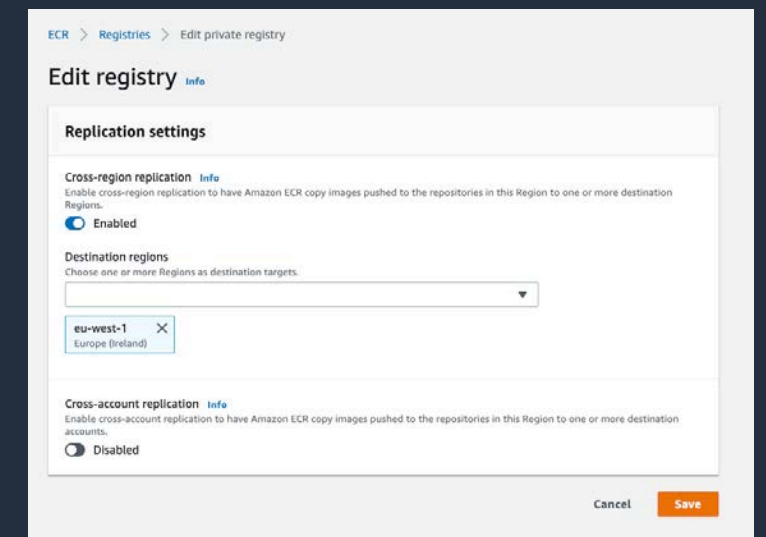 ECR > Registries > Edit private registry
Edit registry Info
Replication settings
Cross-region replication Info
Enable cross-region replication to have Amazon ECR copy images pushed to the repositories in this Region to one or more destination
Regions.
Enabled
Destination regions
Choose one or more Regions as destination targets.
eu-west-1
Europe (Ireland)
Cross-account replication Info
Enable cross-account replication to have Amazon ECR copy images pushed to the repositories in this Region to one or more destination
accounts.
Disabled
Cancel Save